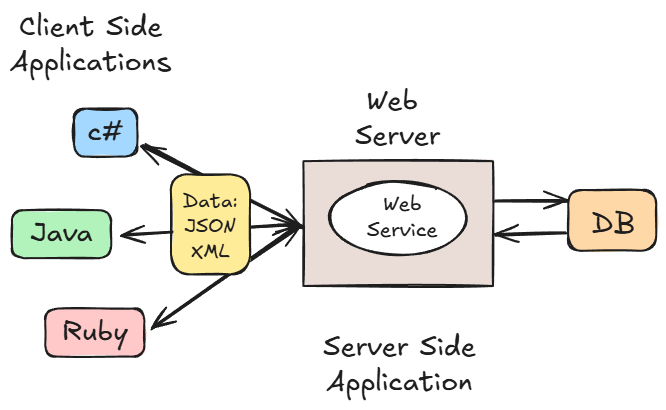 Client Side
Applications
c#
Java
Ruby
Data:
JSON
XML
Web
Server
Web
Service
DB
Server Side
Application